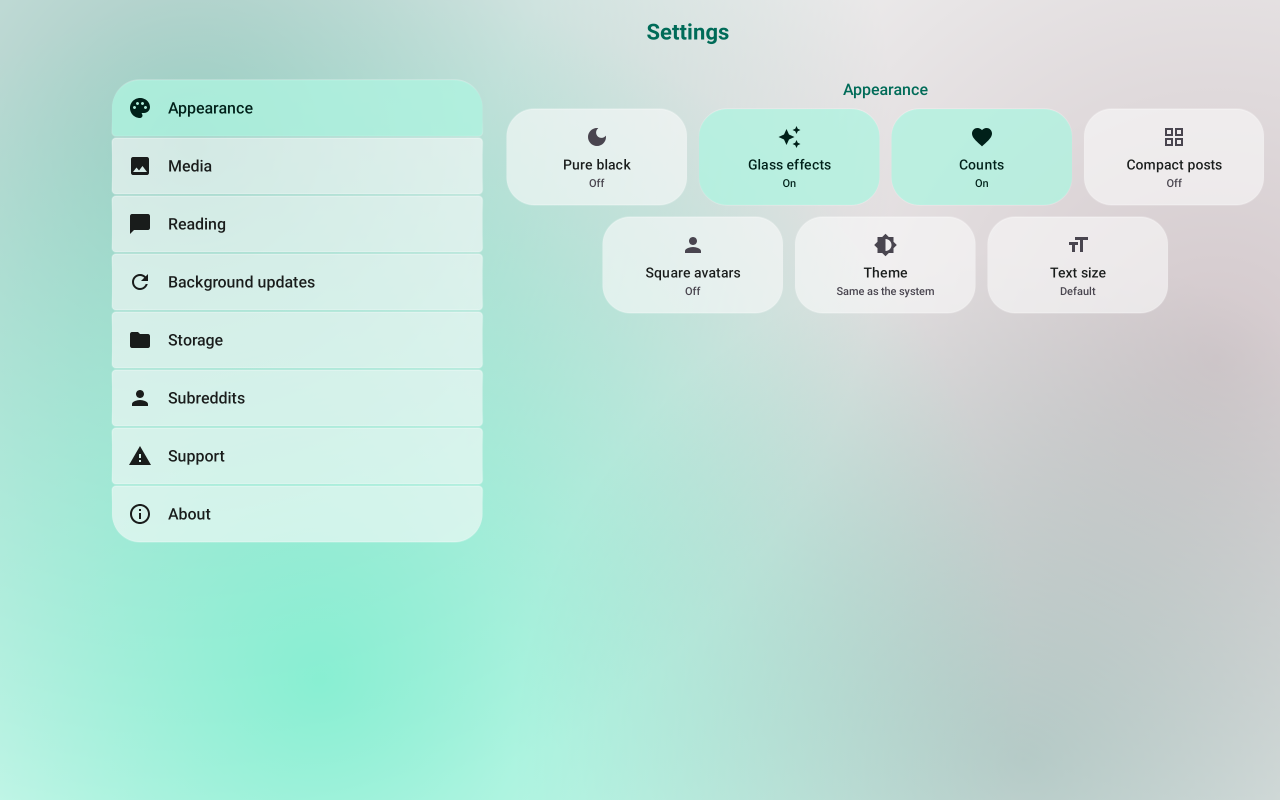 Settings
Appearance
Media
Reading
Background updates
Storage
Subreddits
Support
About
Appearance
Pure black
Off
Glass effects
On
Counts
On
Compact posts
Off
Square avatars
Off
Theme
Same as the system
Text size
Default